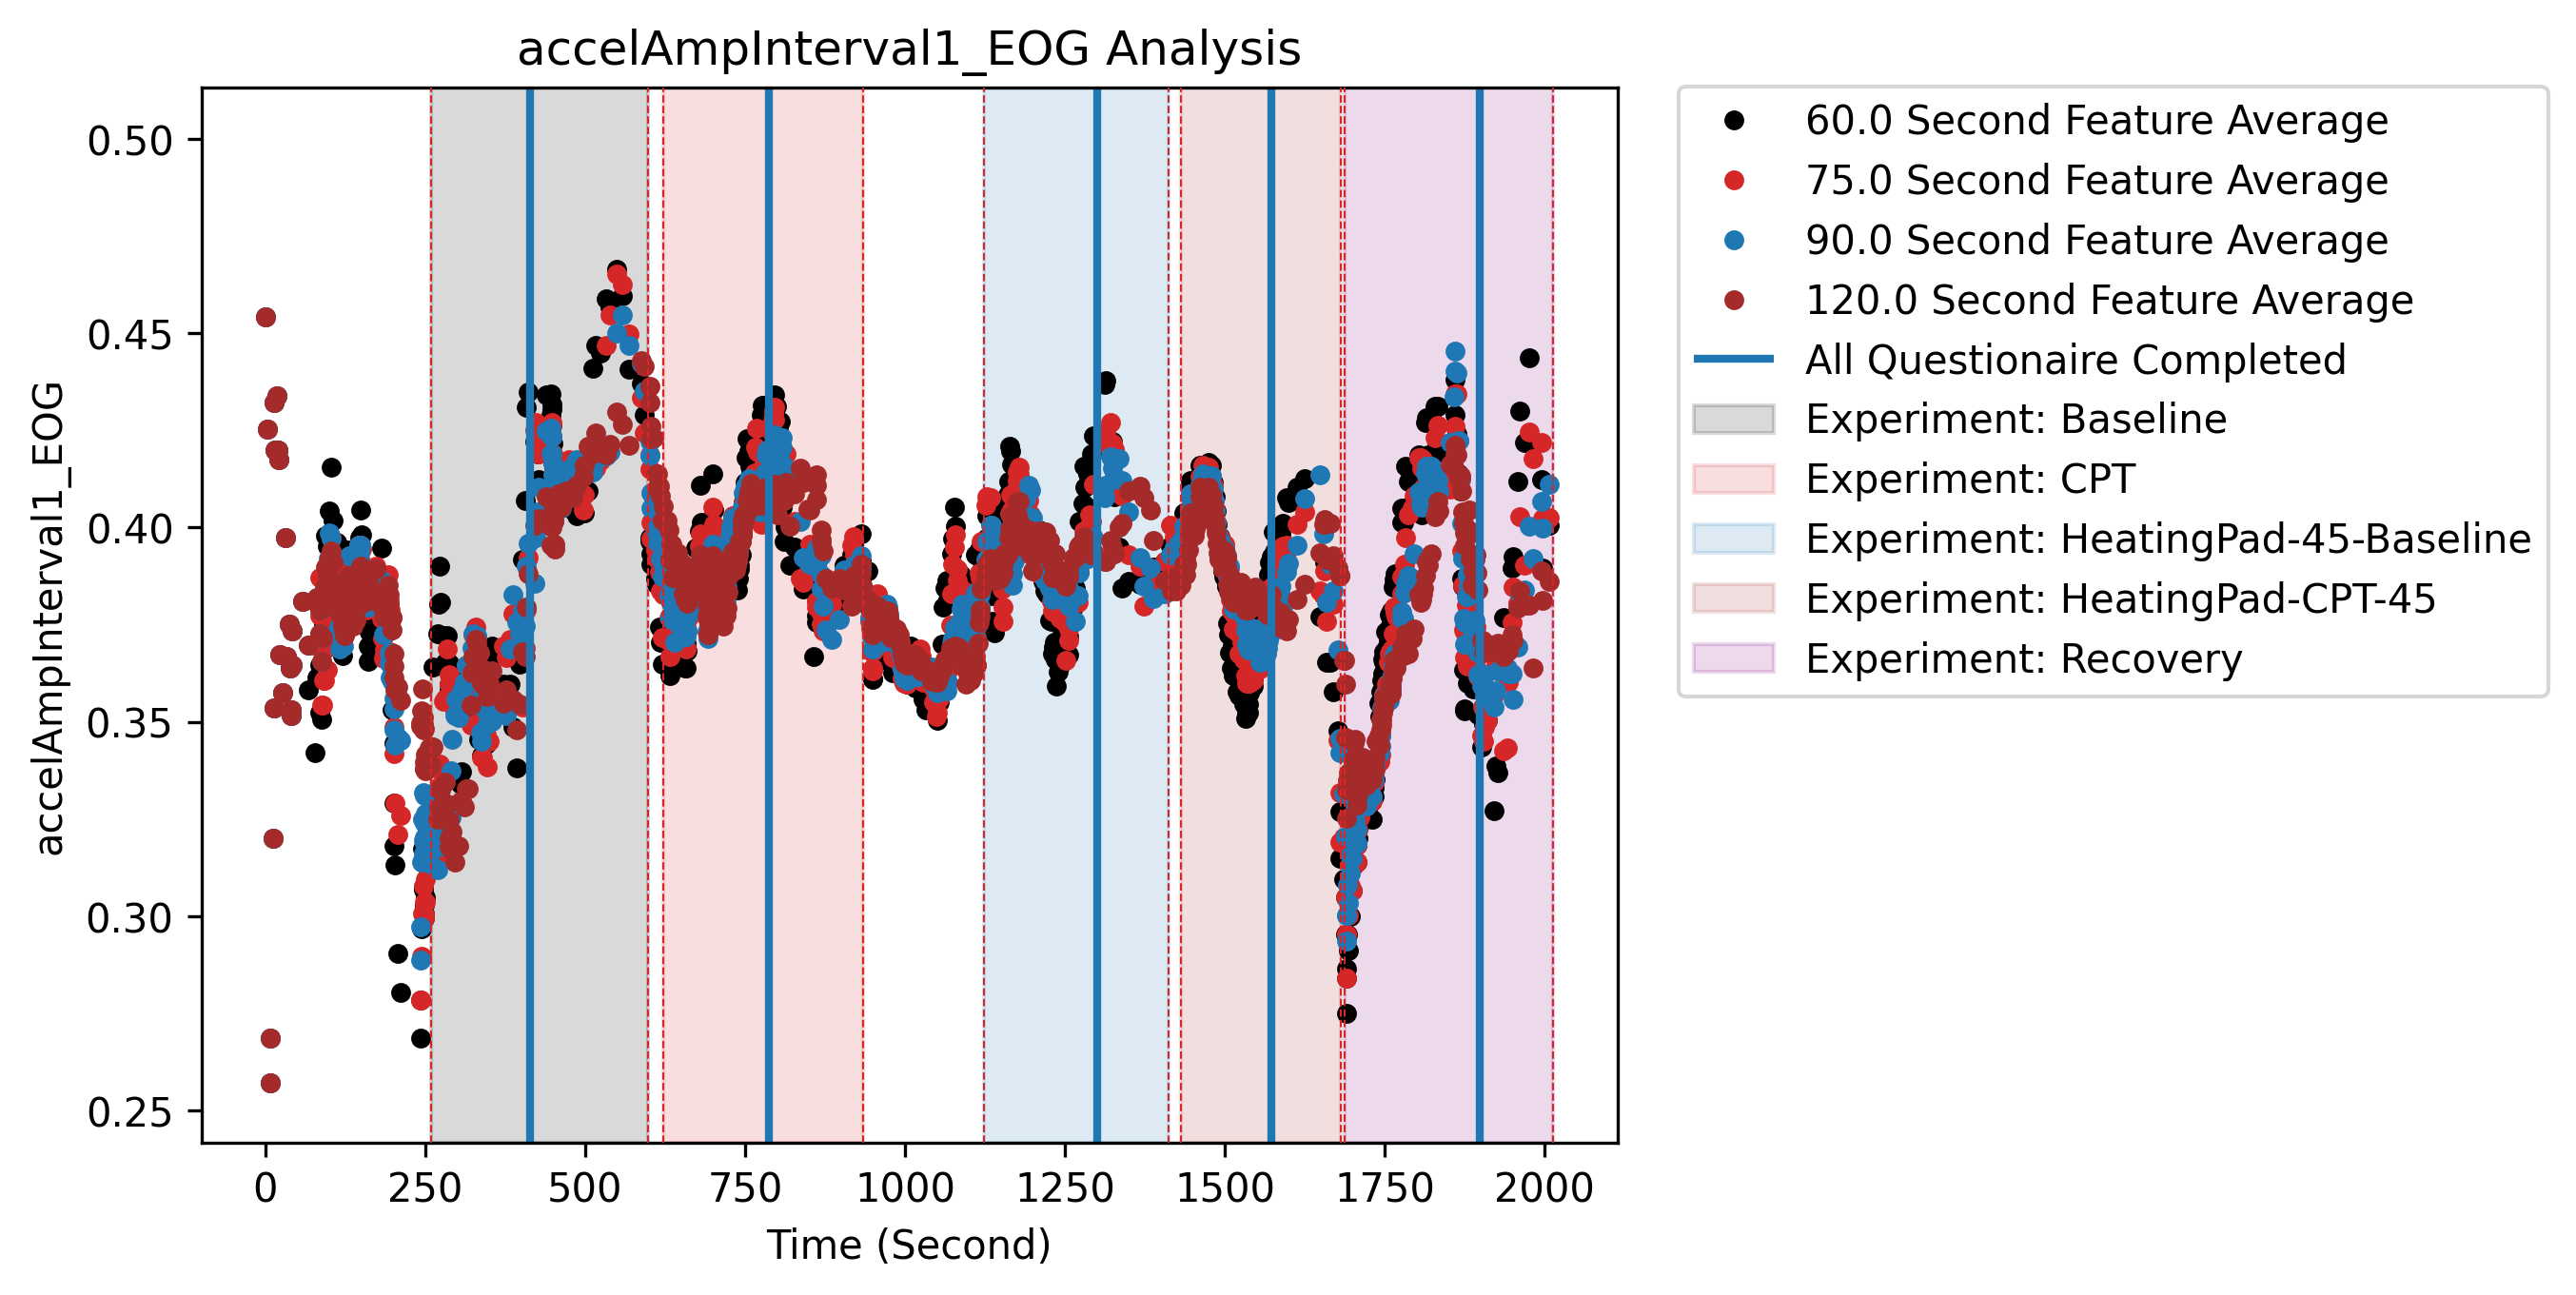 accelAmpInterval1_EOG Analysis
accelAmpInterval1_EOG
0.50
0.45
0.40
0.35
0.30
0.25
0 250 500 750 1000 1250 1500 1750 2000
Time (Second)
60.0 Second Feature Average
75.0 Second Feature Average
90.0 Second Feature Average
120.0 Second Feature Average
All Questionaire Completed
Experiment: Baseline
Experiment: CPT
Experiment: HeatingPad-45-Baseline
Experiment: HeatingPad-CPT-45
Experiment: Recovery